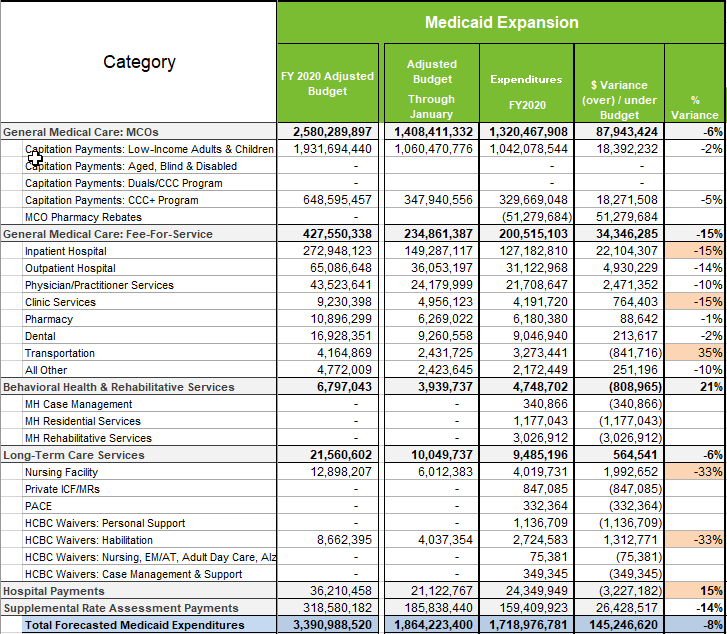 Medicaid Expansion
Category
FY 2020 Adjusted Budget
Adjusted Budget Through January
Expenditures FY2020
$ Variance (over) / under Budget
% Variance
General Medical Care: MCOs 2,580,289,897 1,408,411,332 1,320,467,908 87,943,424 -6%
Capitation Payments: Low-Income Adults & Children 1,931,694,440 1,060,470,776 1,042,078,544 18,392,232 -2%
Capitation Payments: Aged, Blind & Disabled - - -
Capitation Payments: Duals/CCC Program - - -
Capitation Payments: CCC+ Program 648,595,457 347,940,556 329,669,048 18,271,508 -5%
MCO Pharmacy Rebates - (51,279,684) 51,279,684
General Medical Care: Fee-For-Service 427,550,338 234,861,387 200,515,103 34,346,285 -15%
Inpatient Hospital 272,948,123 149,287,117 127,182,810 22,104,307 -15%
Outpatient Hospital 65,086,648 36,053,197 31,122,968 4,930,229 -14%
Physician/Practitioner Services 43,523,641 24,179,999 21,708,647 2,471,352 -10%
Clinic Services 9,230,398 4,956,123 4,191,720 764,403 -15%
Pharmacy 10,896,299 6,269,022 6,180,380 88,642 -1%
Dental 16,928,351 9,260,558 9,046,940 213,617 -2%
Transportation 4,164,869 2,431,725 3,273,441 (841,716) 35%
All Other 4,772,009 2,423,645 2,172,449 251,196 -10%
Behavioral Health & Rehabilitative Services 6,797,043 3,939,737 4,748,702 (808,965) 21%
MH Case Management - - 340,866 (340,866)
MH Residential Services - - 1,177,043 (1,177,043)
MH Rehabilitative Services - - 3,026,912 (3,026,912)
Long-Term Care Services 21,560,602 10,049,737 9,485,196 564,541 -6%
Nursing Facility 12,898,207 6,012,383 4,019,731 1,992,652 -33%
Private ICF/MRs - - 847,085 (847,085)
PACE - - 332,364 (332,364)
HCBC Waivers: Personal Support - - 1,136,709 (1,136,709)
HCBC Waivers: Habilitation 8,662,395 4,037,354 2,724,583 1,312,771 -33%
HCBC Waivers: Nursing, EM/AT, Adult Day Care, Alz - - 75,381 (75,381)
HCBC Waivers: Case Management & Support - - 349,345 (349,345)
Hospital Payments 36,210,458 21,122,767 24,349,949 (3,227,182) 15%
Supplemental Rate Assessment Payments 318,580,182 185,838,440 159,409,923 26,428,517 -14%
Total Forecasted Medicaid Expenditures 3,390,988,520 1,864,223,400 1,718,976,781 145,246,620 -8%